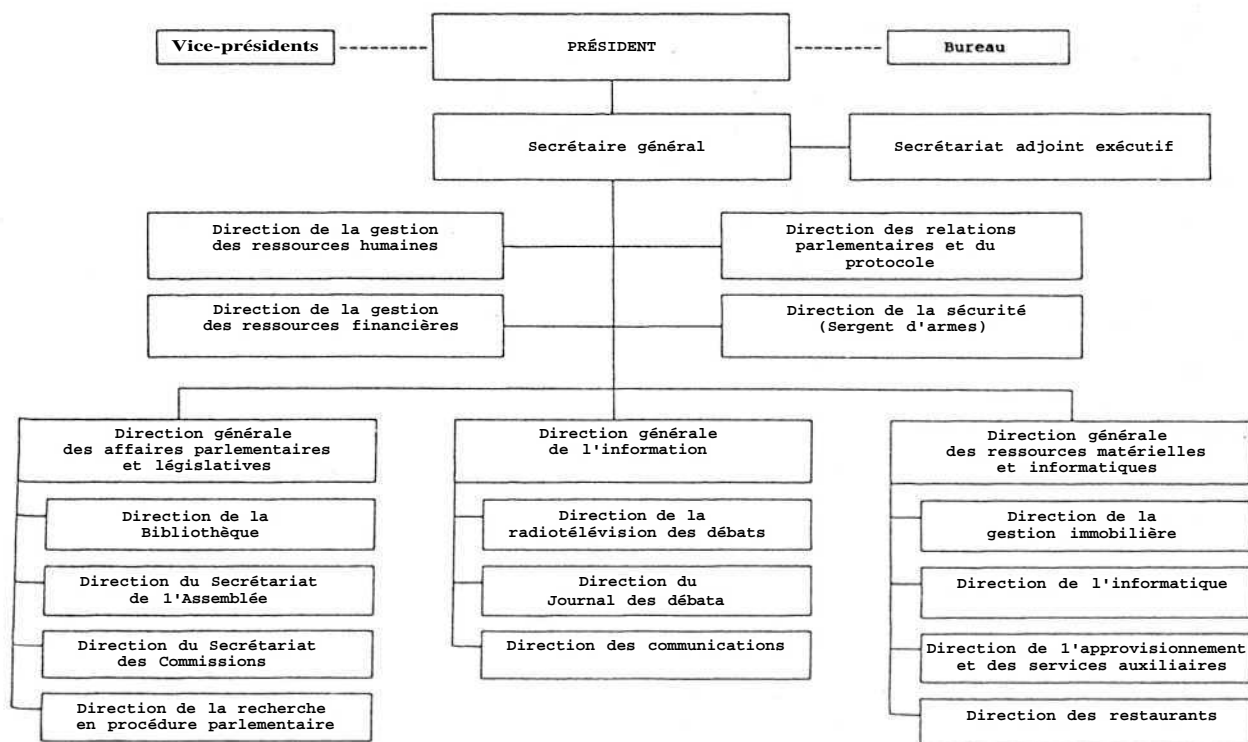 Vice-présidents
PRÉSIDENT
Bureau
Secrétaire général
Secrétariat adjoint exécutif
Direction de la gestion
des ressources humaines
Direction des relations
parlementaires et du
protocole
Direction de la gestion
des ressources financières
Direction de la sécurité
(Sergent d'armes)
Direction générale
des affaires parlementaires
et législatives
Direction de la
Bibliothèque
Direction du Secrétariat
de l'Assemblée
Direction du Secrétariat
des Commissions
Direction de la recherche
en procédure parlementaire
Direction générale
de l'information
Direction de la
radiotélévision des débats
Direction du
Journal des débata
Direction des communications
Direction générale
des ressources matérielles
et informatiques
Direction de la
gestion immobilière
Direction de l'informatique
Direction de l'approvisionnement
et des services auxiliaires
Direction des restaurants